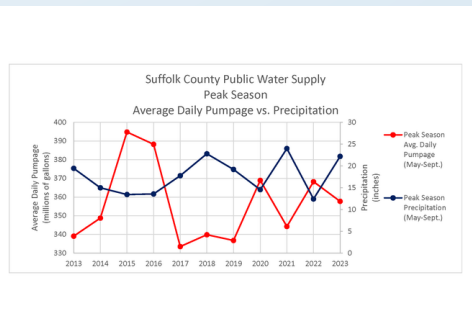 Suffolk County Public Water Supply
Peak Season
Average Daily Pumpage vs. Precipitation
400
390
380
370
360
350
340
330
Average Daily Pumpage
(millions of gallons)
30
25
20
15
10
5
0
Precipitation
(inches)
2013 2014 2015 2016 2017 2018 2019 2020 2021 2022 2023
Peak Season
Avg. Daily
Pumpage
(May-Sept.)
Peak Season
Precipitation
(May-Sept.)